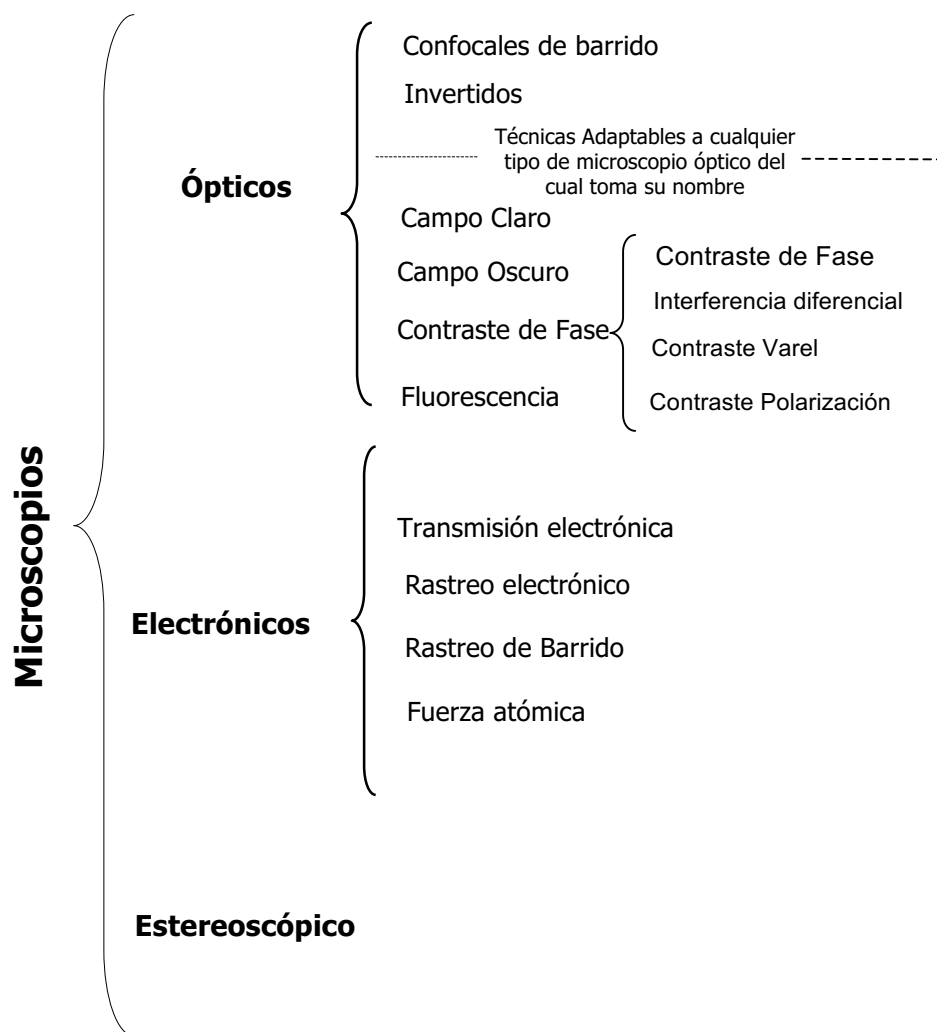 Microscopios
Ópticos
Confocales de barrido
Invertidos
Técnicas Adaptables a cualquier
tipo de microscopio óptico del
cual toma su nombre
Campo Claro
Campo Oscuro
Contraste de Fase
Contraste de Fase
Interferencia diferencial
Contraste Varel
Contraste Polarización
Fluorescencia
Electrónicos
Transmisión electrónica
Rastreo electrónico
Rastreo de Barrido
Fuerza atómica
Estereoscópico